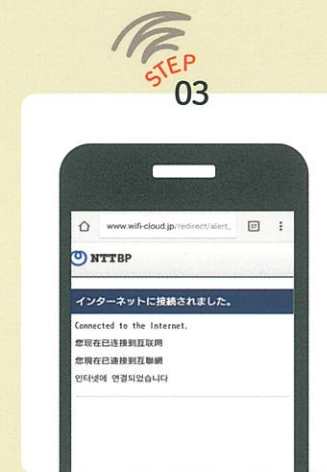 STEP
03
www.wifi-cloud.jp/redirect/alert_
NTTBP
インターネットに接続されました。
Connected to the Internet.
您现在已连接到互联网
您現在已連接到互聯網
인터넷에 연결되었습니다